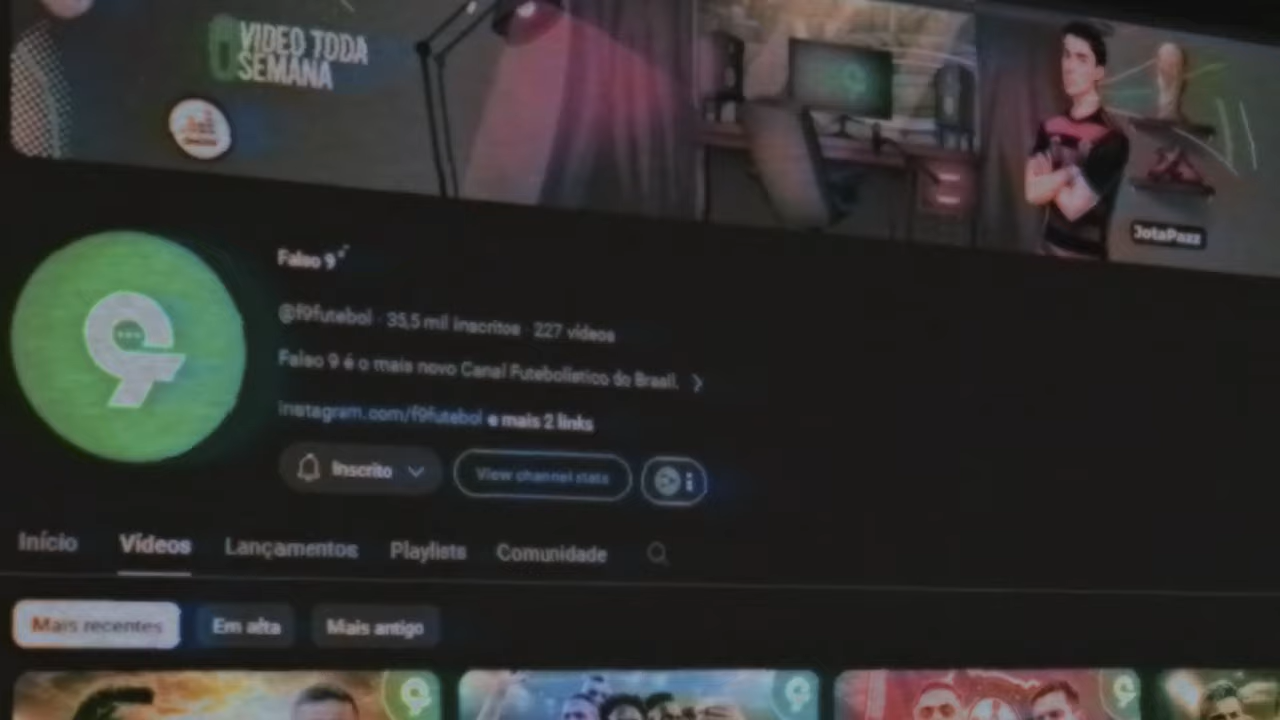 VIDEO TODA
SEMANA
JotaPazz
Falso 9
@f9futebol · 35,5 mil inscritos · 227 vídeos
Falso 9 é o mais novo Canal Futebolístico do Brasil. >
instagram.com/f9futebol e mais 2 links
Inscrito
View channel stats
Início Vídeos Lançamentos Playlists Comunidade
Mais recentes Em alta Mais antigo